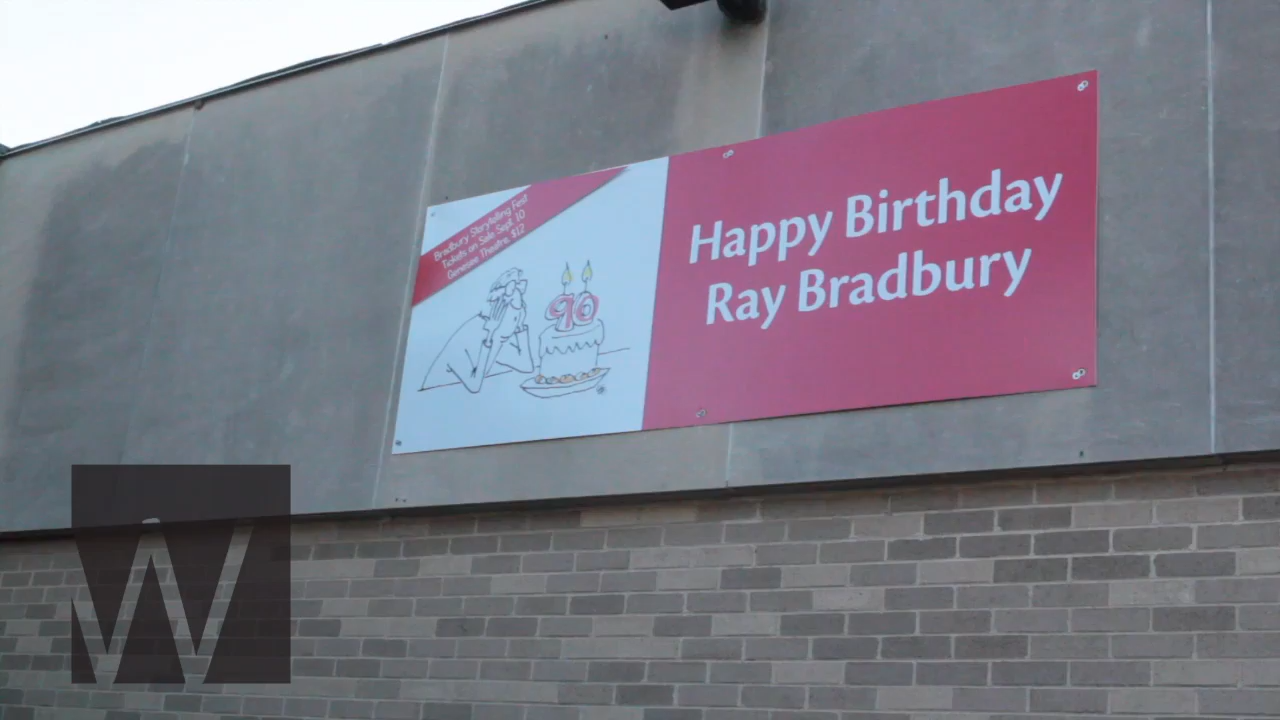 Bradbury Storytelling Fest
Tickets on Sale Sept. 10
Genesee Theatre, $12
90
Happy Birthday
Ray Bradbury
W